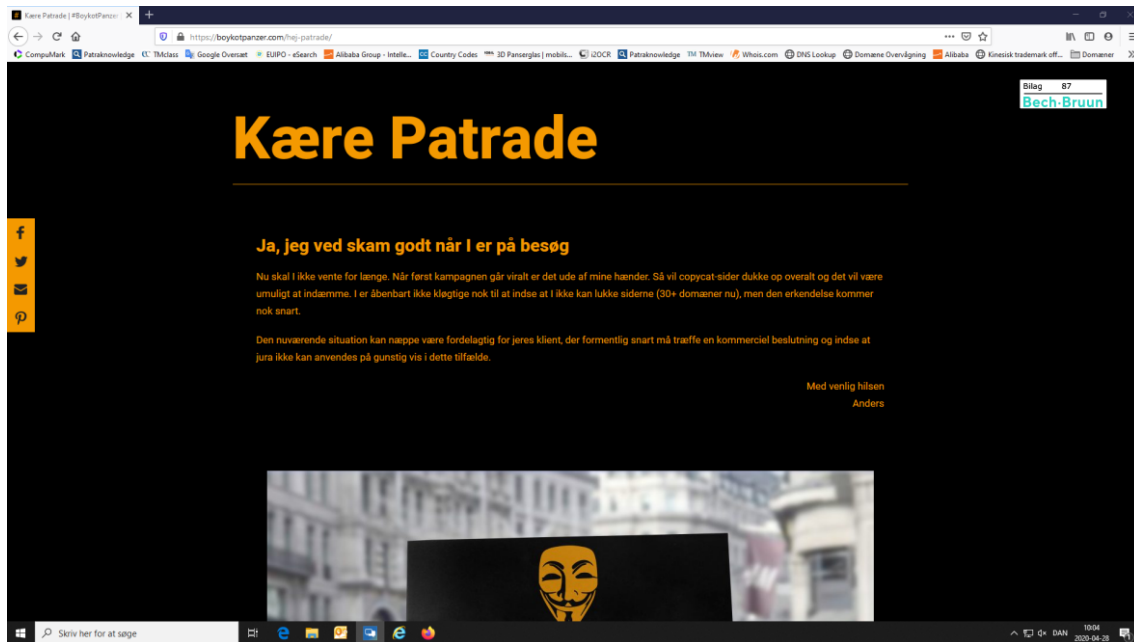 Kære Patrade | #BoykotPanzer
https://boykotpanzer.com/hej-patrade/
CompuMark Patraknowledge TMclass Google Oversæt EUIPO - eSearch Alibaba Group - Intelle... Country Codes 3D Panserglas | mobils... i2OCR Patraknowledge TM TMview Whois.com DNS Lookup Domæne Overvågning Alibaba Kinesisk trademark off... Domæner
Bilag 87
Bech-Bruun
Kære Patrade
Ja, jeg ved skam godt når I er på besøg
Nu skal I ikke vente for længe. Når først kampagnen går viralt er det ude af mine hænder. Så vil copycat-sider dukke op overalt og det vil være
umuligt at indæmme. I er åbenbart ikke kløgtige nok til at indse at I ikke kan lukke siderne (30+ domæner nu), men den erkendelse kommer
nok snart.
Den nuværende situation kan næppe være fordelagtig for jeres klient, der formentlig snart må træffe en kommerciel beslutning og indse at
jura ikke kan anvendes på gunstig vis i dette tilfælde.
Med venlig hilsen
Anders
Skriv her for at søge
DAN
10:04
2020-04-28